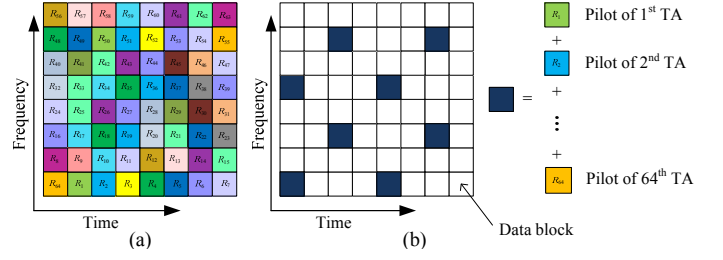 R56 R57 R58 R59 R60 R61 R62 R63
R48 R49 R50 R51 R52 R53 R54 R55
R40 R41 R42 R43 R44 R45 R46 R47
R32 R33 R34 R35 R36 R37 R38 R39
R24 R25 R26 R27 R28 R29 R30 R31
R16 R17 R18 R19 R20 R21 R22 R23
R8 R9 R10 R11 R12 R13 R14 R15
R64 R1 R2 R3 R4 R5 R6 R7
Frequency
Time
(a)
Frequency
Time
(b)
Data block
=
R1 Pilot of 1st TA
+
R2 Pilot of 2nd TA
+
⋮
+
R64 Pilot of 64th TA